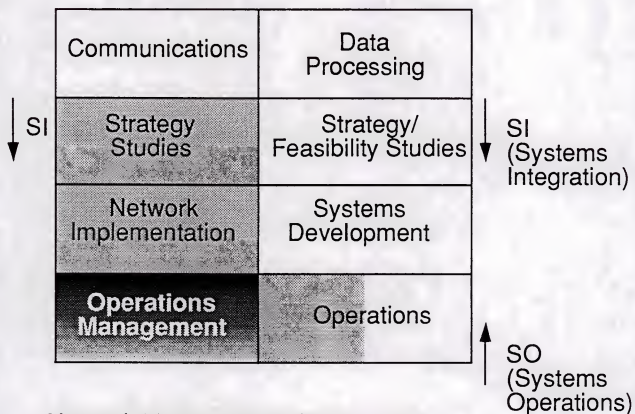 Communications
Data
Processing
SI
Strategy
Studies
Strategy/
Feasibility Studies
SI
(Systems
Integration)
Network
Implementation
Systems
Development
Operations
Management
Operations
SO
(Systems
Operations)